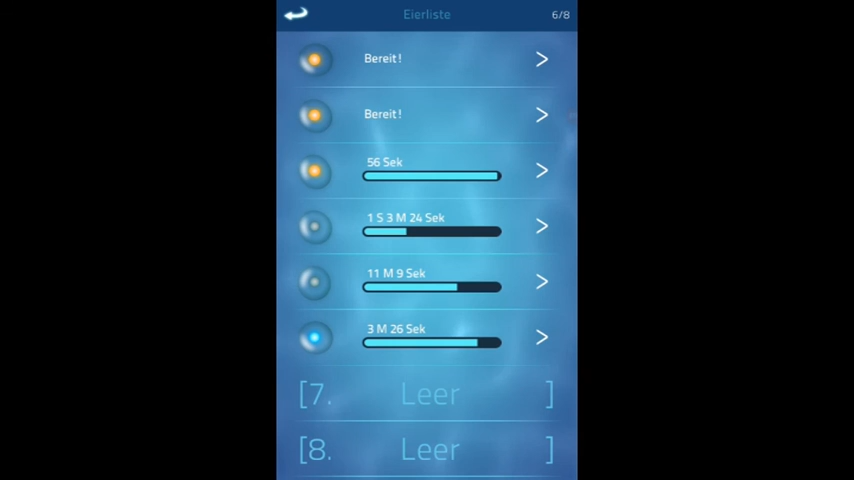 Eierliste 6/8
Bereit!
Bereit!
56 Sek
1 S 3 M 24 Sek
11 M 9 Sek
3 M 26 Sek
[7. Leer ]
[8. Leer ]